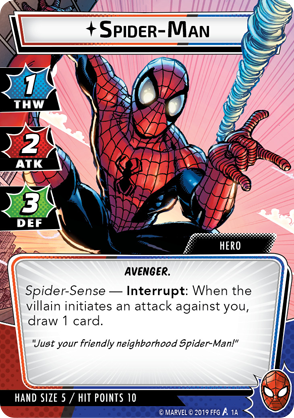 SPIDER-MAN
1
THW
2
ATK
3
DEF
HERO
AVENGER.
Spider-Sense — Interrupt: When the
villain initiates an attack against you,
draw 1 card.
"Just your friendly neighborhood Spider-Man!"
HAND SIZE 5 / HIT POINTS 10
© MARVEL © 2019 FFG 1A